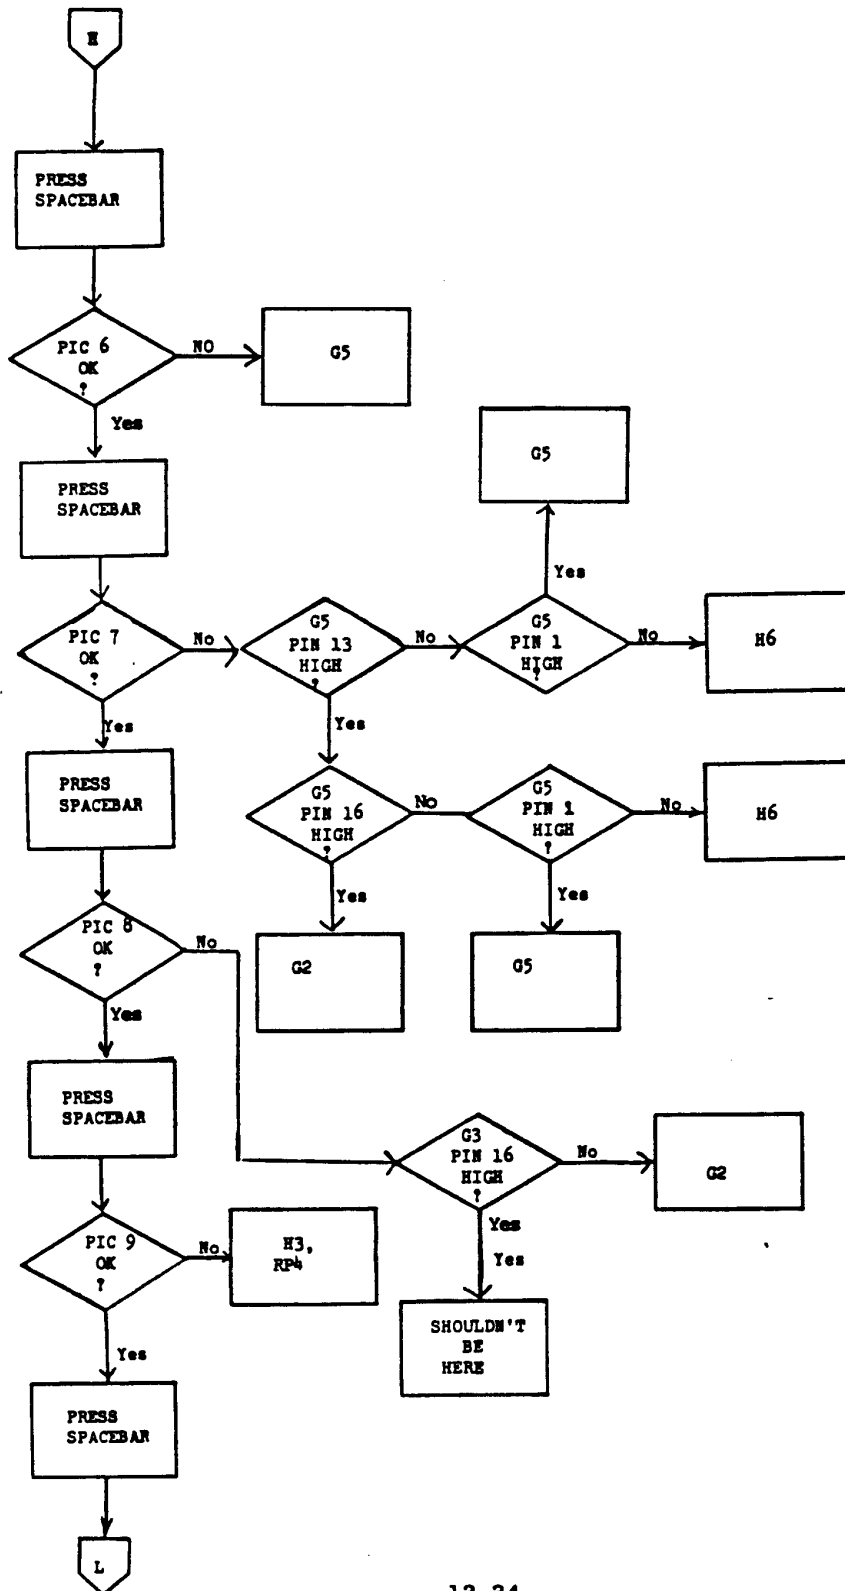 H
PRESS
SPACEBAR
PIC 6
OK
?
NO
G5
Yes
PRESS
SPACEBAR
PIC 7
OK
?
No
G5
PIN 13
HIGH
?
No
G5
PIN 1
HIGH
?
Yes
G5
No
H6
Yes
Yes
PRESS
SPACEBAR
G5
PIN 16
HIGH
?
No
G5
PIN 1
HIGH
?
No
H6
Yes
G2
Yes
G5
PIC 8
OK
?
No
Yes
PRESS
SPACEBAR
G3
PIN 16
HIGH
?
No
G2
Yes
Yes
SHOULDN'T
BE
HERE
PIC 9
OK
?
No
H3,
RP4
Yes
PRESS
SPACEBAR
L
12-24